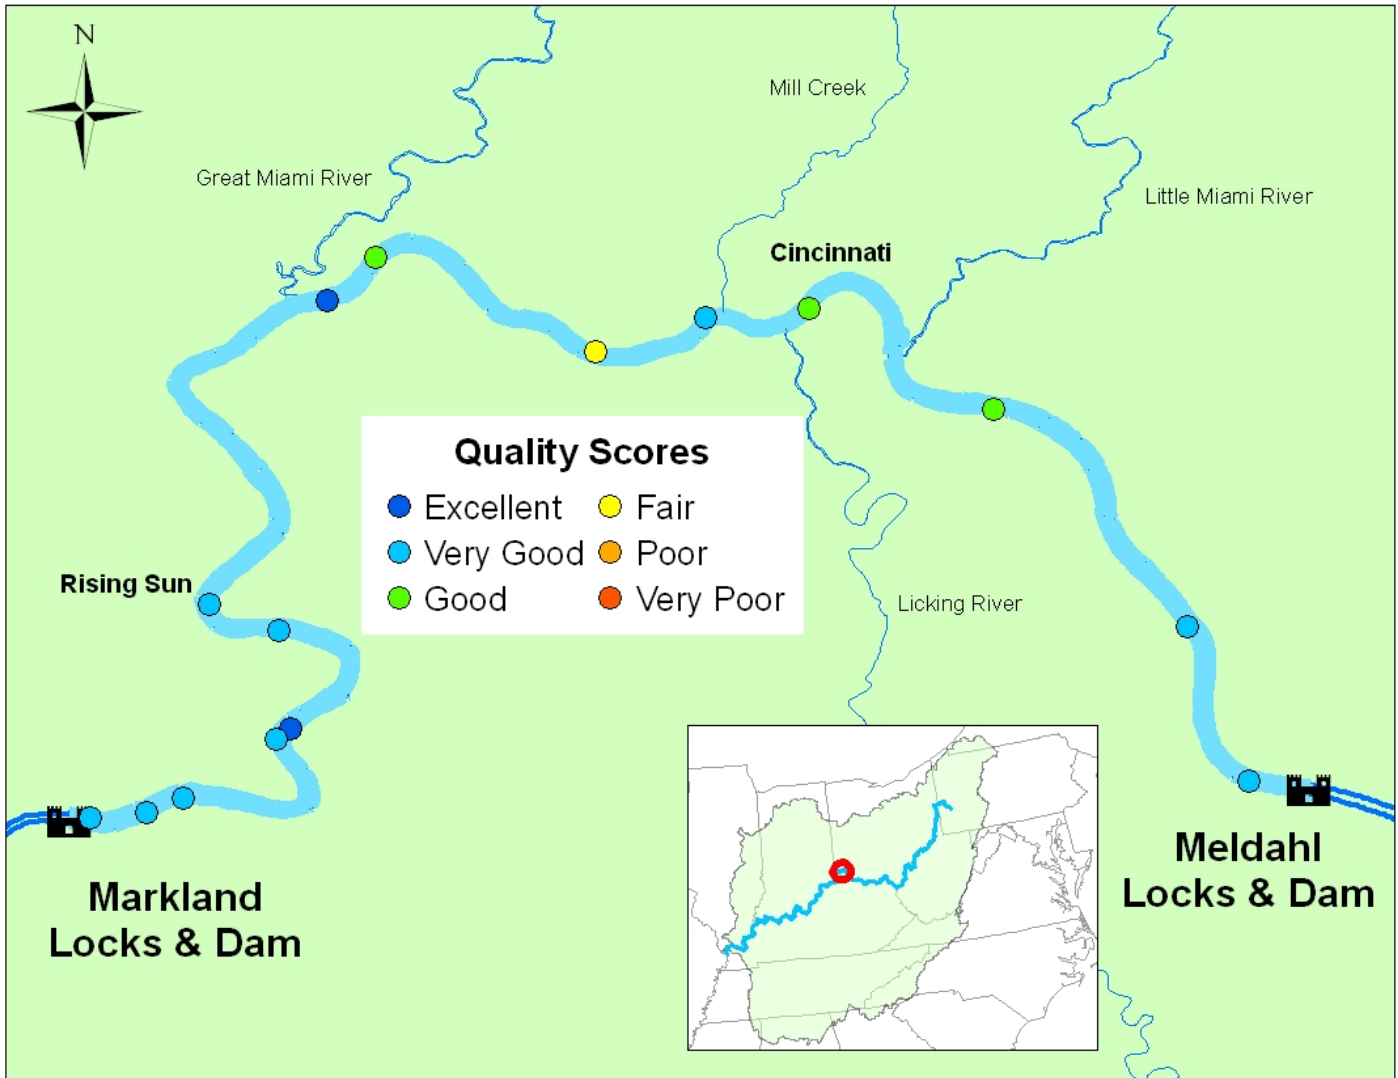 N
Mill Creek
Great Miami River
Little Miami River
Cincinnati
Quality Scores
Excellent
Fair
Very Good
Poor
Good
Very Poor
Rising Sun
Licking River
Meldahl
Locks & Dam
Markland
Locks & Dam